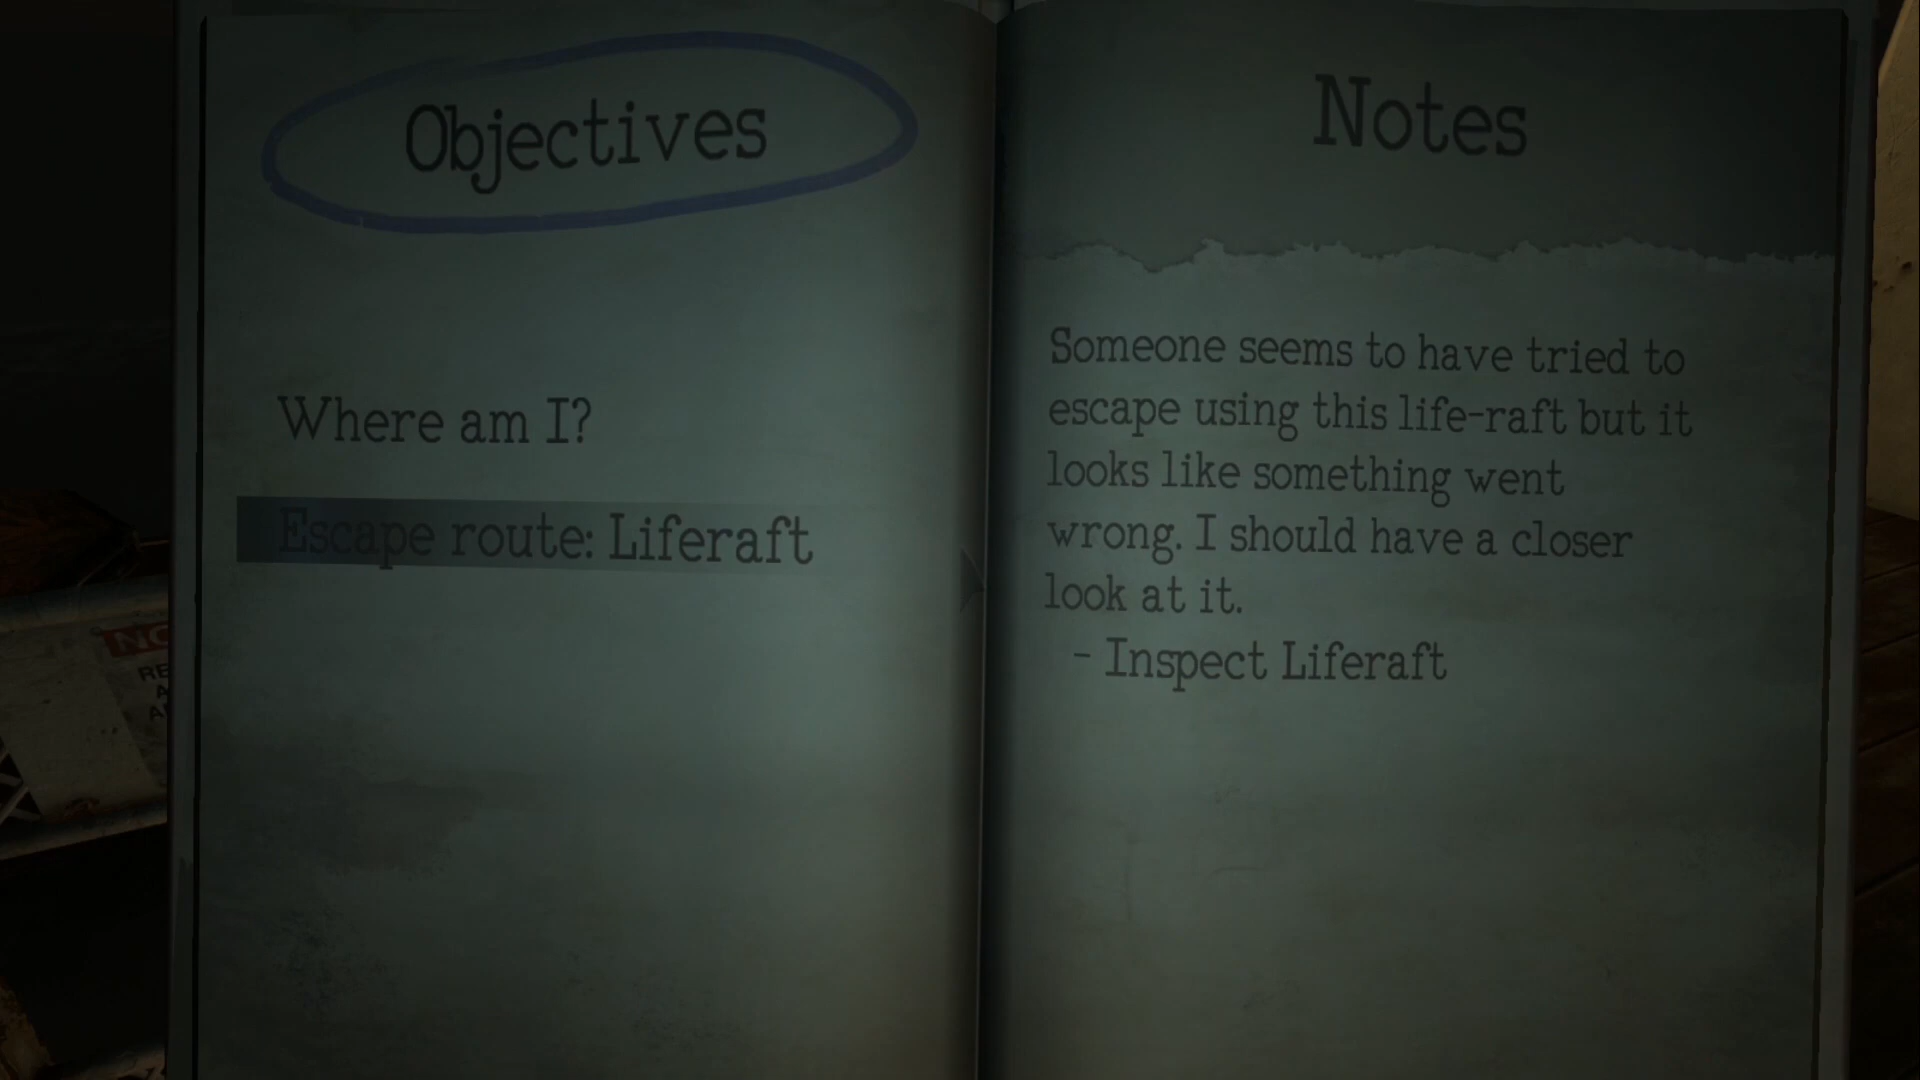 Objectives
Where am I?
Escape route: Liferaft
Notes
Someone seems to have tried to
escape using this life-raft but it
looks like something went
wrong. I should have a closer
look at it.
- Inspect Liferaft